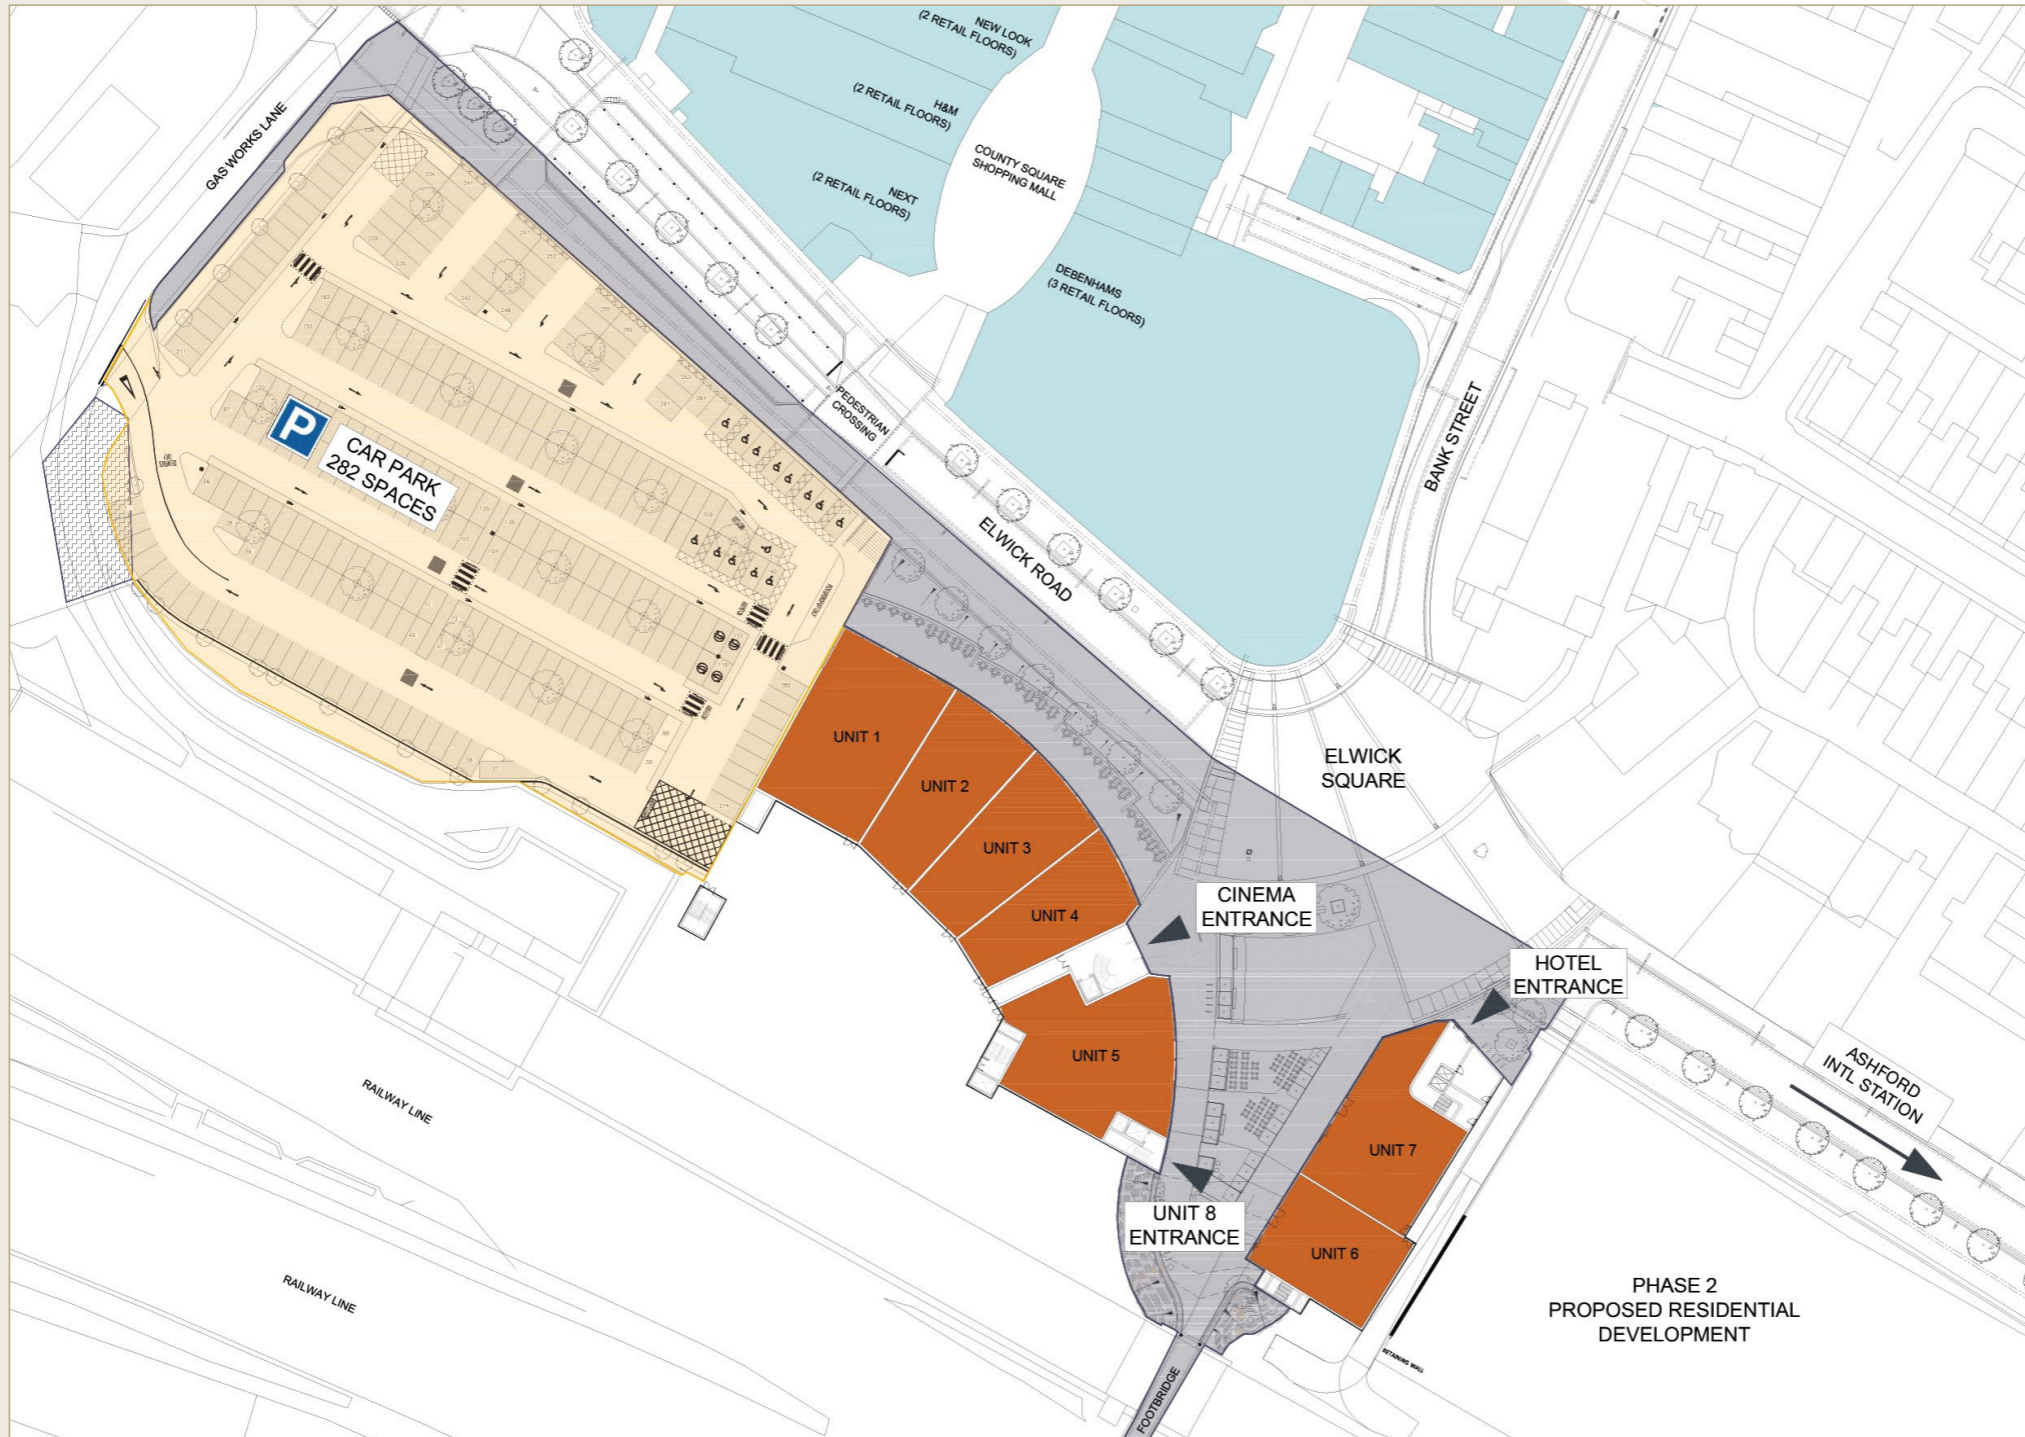 NEW LOOK
(2 RETAIL FLOORS)
H&M
(2 RETAIL FLOORS)
NEXT
(2 RETAIL FLOORS)
COUNTY SQUARE
SHOPPING MALL
DEBENHAMS
(3 RETAIL FLOORS)
GAS WORKS LANE
P
CAR PARK
282 SPACES
PEDESTRIAN
CROSSING
ELWICK ROAD
BANK STREET
ELWICK
SQUARE
UNIT 1
UNIT 2
UNIT 3
UNIT 4
CINEMA
ENTRANCE
HOTEL
ENTRANCE
UNIT 5
ASHFORD
INTL STATION
UNIT 7
UNIT 8
ENTRANCE
UNIT 6
RAILWAY LINE
RAILWAY LINE
PHASE 2
PROPOSED RESIDENTIAL
DEVELOPMENT
RETAINING WALL
FOOTBRIDGE